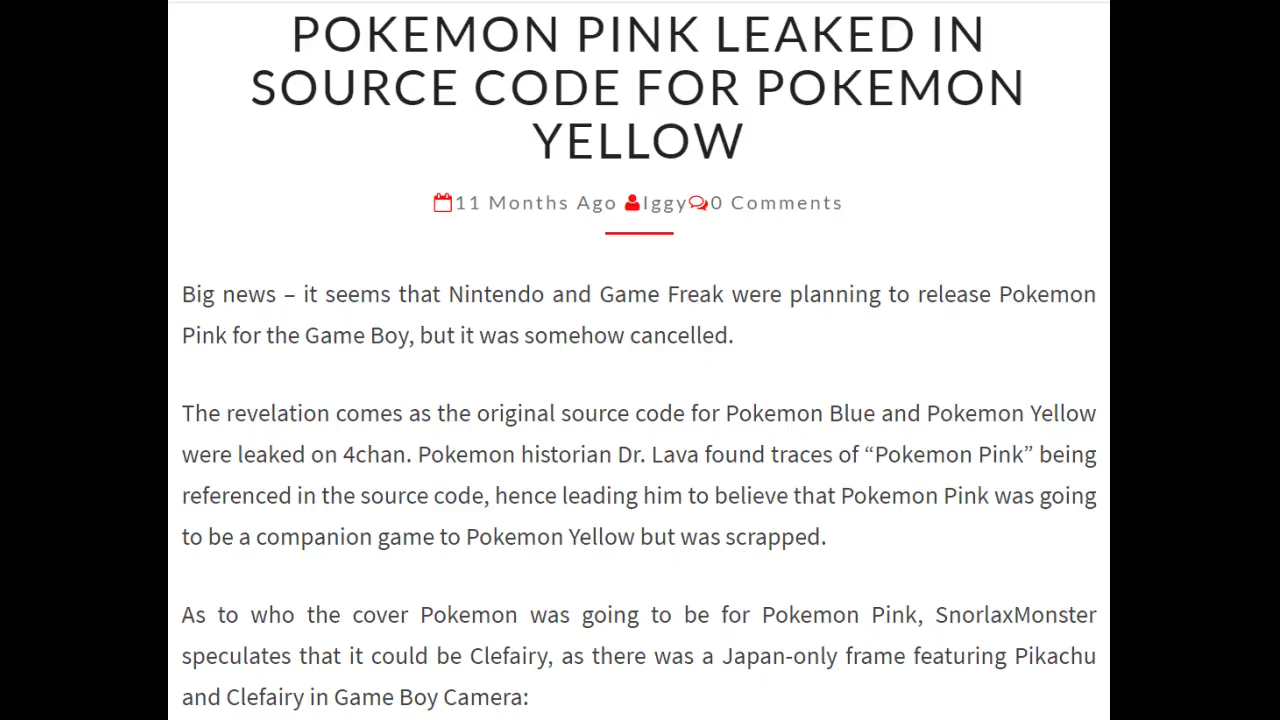 POKEMON PINK LEAKED IN
SOURCE CODE FOR POKEMON
YELLOW
11 Months Ago Iggy 0 Comments
Big news – it seems that Nintendo and Game Freak were planning to release Pokemon
Pink for the Game Boy, but it was somehow cancelled.
The revelation comes as the original source code for Pokemon Blue and Pokemon Yellow
were leaked on 4chan. Pokemon historian Dr. Lava found traces of “Pokemon Pink” being
referenced in the source code, hence leading him to believe that Pokemon Pink was going
to be a companion game to Pokemon Yellow but was scrapped.
As to who the cover Pokemon was going to be for Pokemon Pink, SnorlaxMonster
speculates that it could be Clefairy, as there was a Japan-only frame featuring Pikachu
and Clefairy in Game Boy Camera: